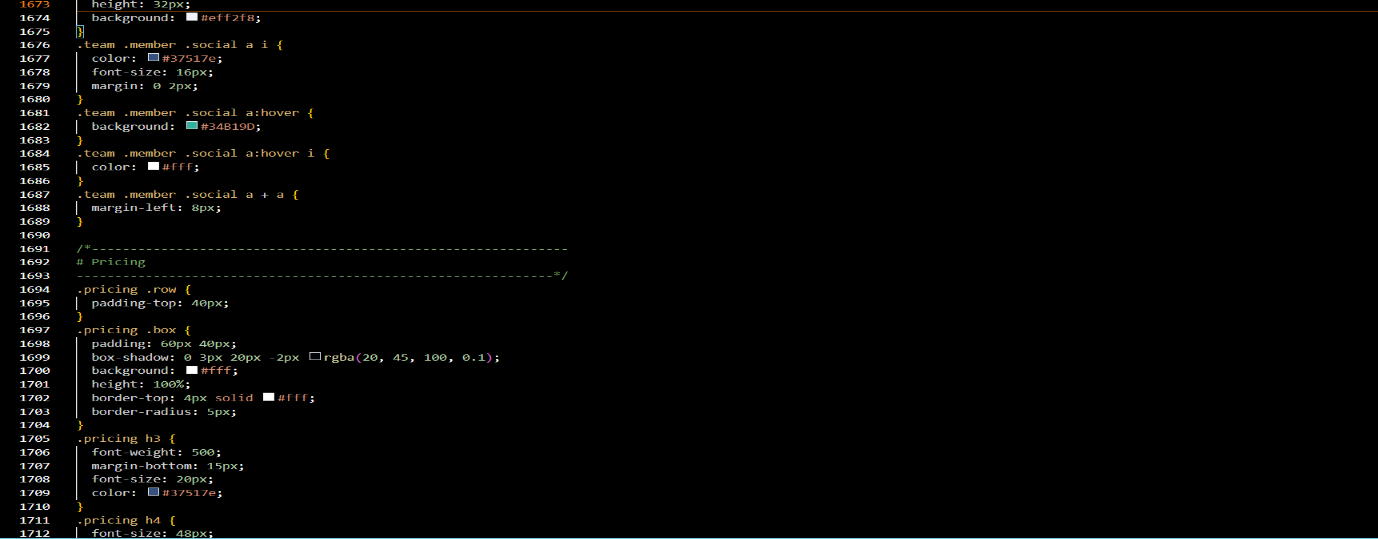 1673 height: 32px;
1674 background: #eff2f8;
1675 }
1676 .team .member .social a i {
1677 color: #37517e;
1678 font-size: 16px;
1679 margin: 0 2px;
1680 }
1681 .team .member .social a:hover {
1682 background: #34B19D;
1683 }
1684 .team .member .social a:hover i {
1685 color: #fff;
1686 }
1687 .team .member .social a + a {
1688 margin-left: 8px;
1689 }
1690
1691 /*--------------------------------------------------------------
1692 # Pricing
1693 --------------------------------------------------------------*/
1694 .pricing .row {
1695 padding-top: 40px;
1696 }
1697 .pricing .box {
1698 padding: 60px 40px;
1699 box-shadow: 0 3px 20px -2px rgba(20, 45, 100, 0.1);
1700 background: #fff;
1701 height: 100%;
1702 border-top: 4px solid #fff;
1703 border-radius: 5px;
1704 }
1705 .pricing h3 {
1706 font-weight: 500;
1707 margin-bottom: 15px;
1708 font-size: 20px;
1709 color: #37517e;
1710 }
1711 .pricing h4 {
1712 font-size: 48px;